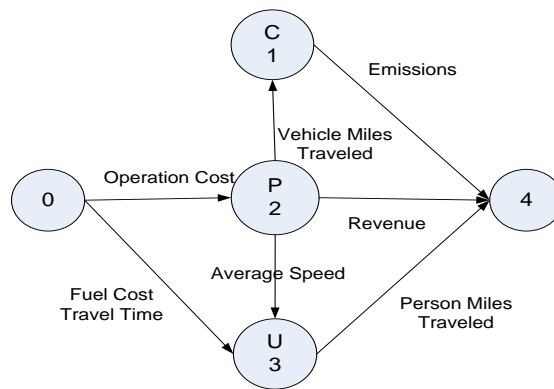 C
1
Emissions
Vehicle Miles
Traveled
Operation Cost
0
P
2
4
Revenue
Average Speed
Fuel Cost
Travel Time
Person Miles
Traveled
U
3